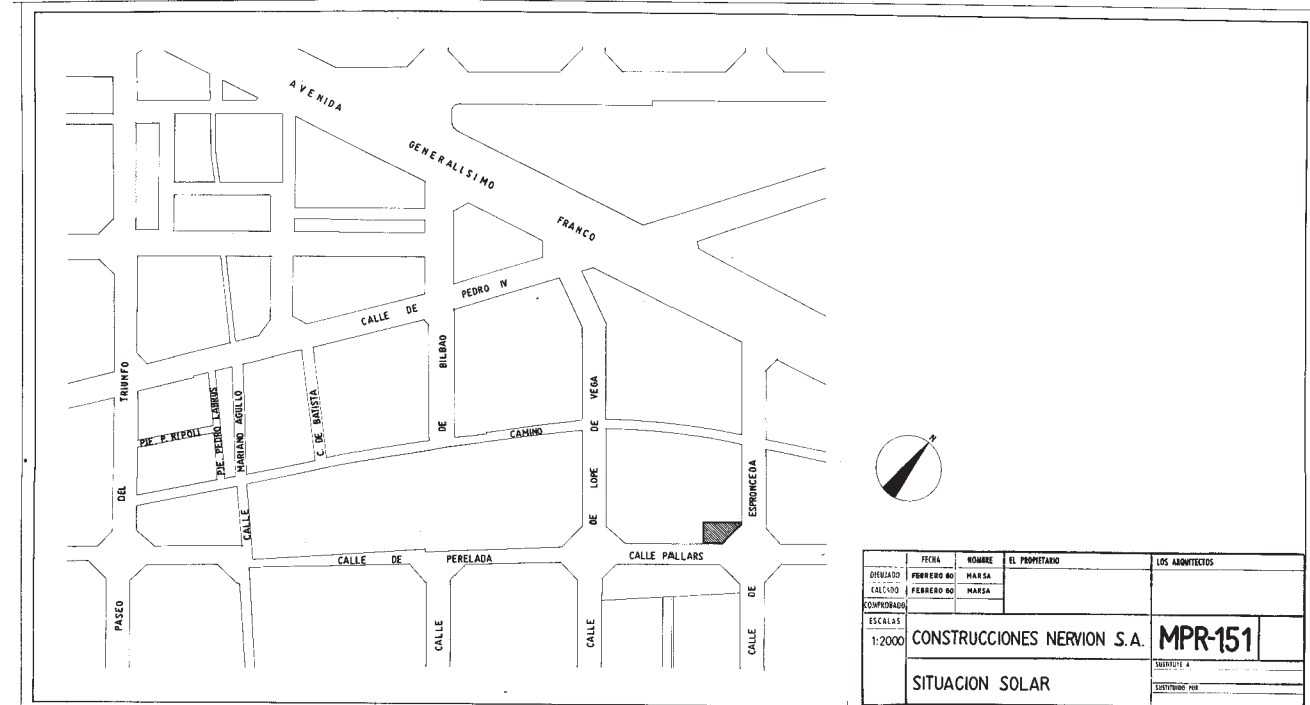 AVENIDA
GENERALISIMO
FRANCO
CALLE DE PEDRO IV
BILBAO
DE
CALLE
TRIUNFO
DEL
PASEO
PJE. P. RIPOLL
PJE. PEDRO LABRUS
MARIANO AGULLO
CALLE
C. DE BATISTA
CAMINO
VEGA
DE
LOPE
DE
CALLE
ESPRONCEDA
DE
CALLE
CALLE DE PERELADA
CALLE PALLARS
N
FECHA NOMBRE EL PROPIETARIO LOS ARQUITECTOS
DIBUJADO FEBRERO 60 MARSA
CALCADO FEBRERO 60 MARSA
COMPROBADO
ESCALAS
1:2000 CONSTRUCCIONES NERVION S.A. MPR-151
SUSTITUYE A
SITUACION SOLAR
SUSTITUIDO POR